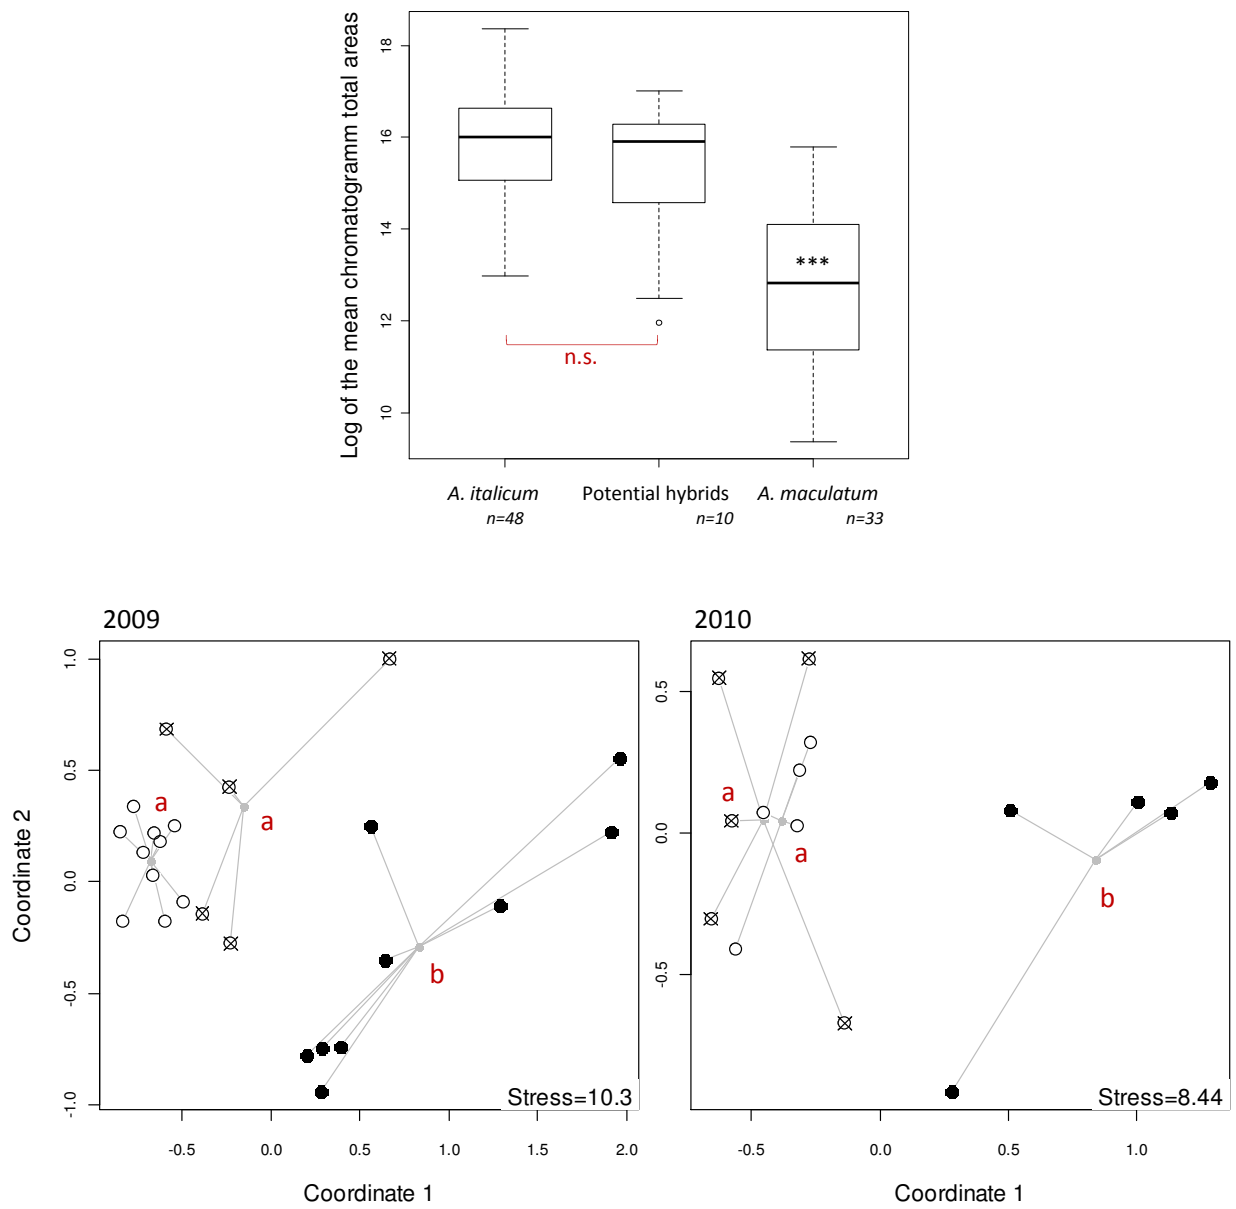 Log of the mean chromatogramm total areas
18
16
14
12
10
***
n.s.
A. italicum Potential hybrids A. maculatum
n=48 n=10 n=33
2009
Coordinate 2
1.0
0.5
0.0
-0.5
-1.0
a
a
b
Stress=10.3
-0.5 0.0 0.5 1.0 1.5 2.0
Coordinate 1
2010
0.5
0.0
-0.5
a
a
b
Stress=8.44
-0.5 0.0 0.5 1.0
Coordinate 1